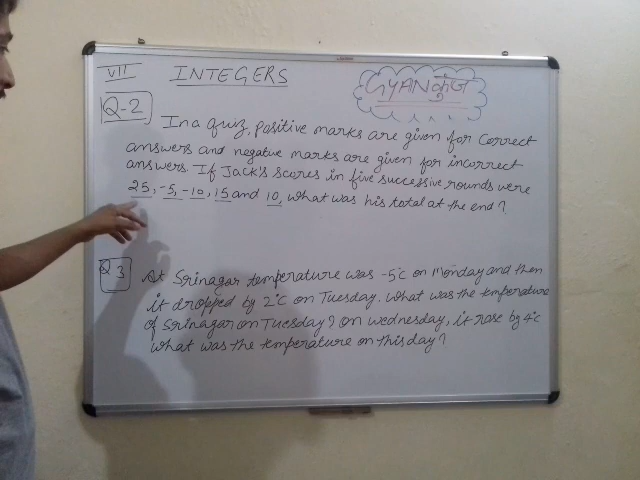 VII
INTEGERS
GYANकुंज
Q-2
In a quiz, positive marks are given for correct
answers and negative marks are given for incorrect
answers. If Jack's scores in five successive rounds were
25, -5, -10, 15 and 10, what was his total at the end?
Q 3
At Srinagar temperature was -5°C on Monday and then
it dropped by 2°C on Tuesday. What was the temperature
of Srinagar on Tuesday? on wednesday, it rose by 4°C
what was the temperature on this day?